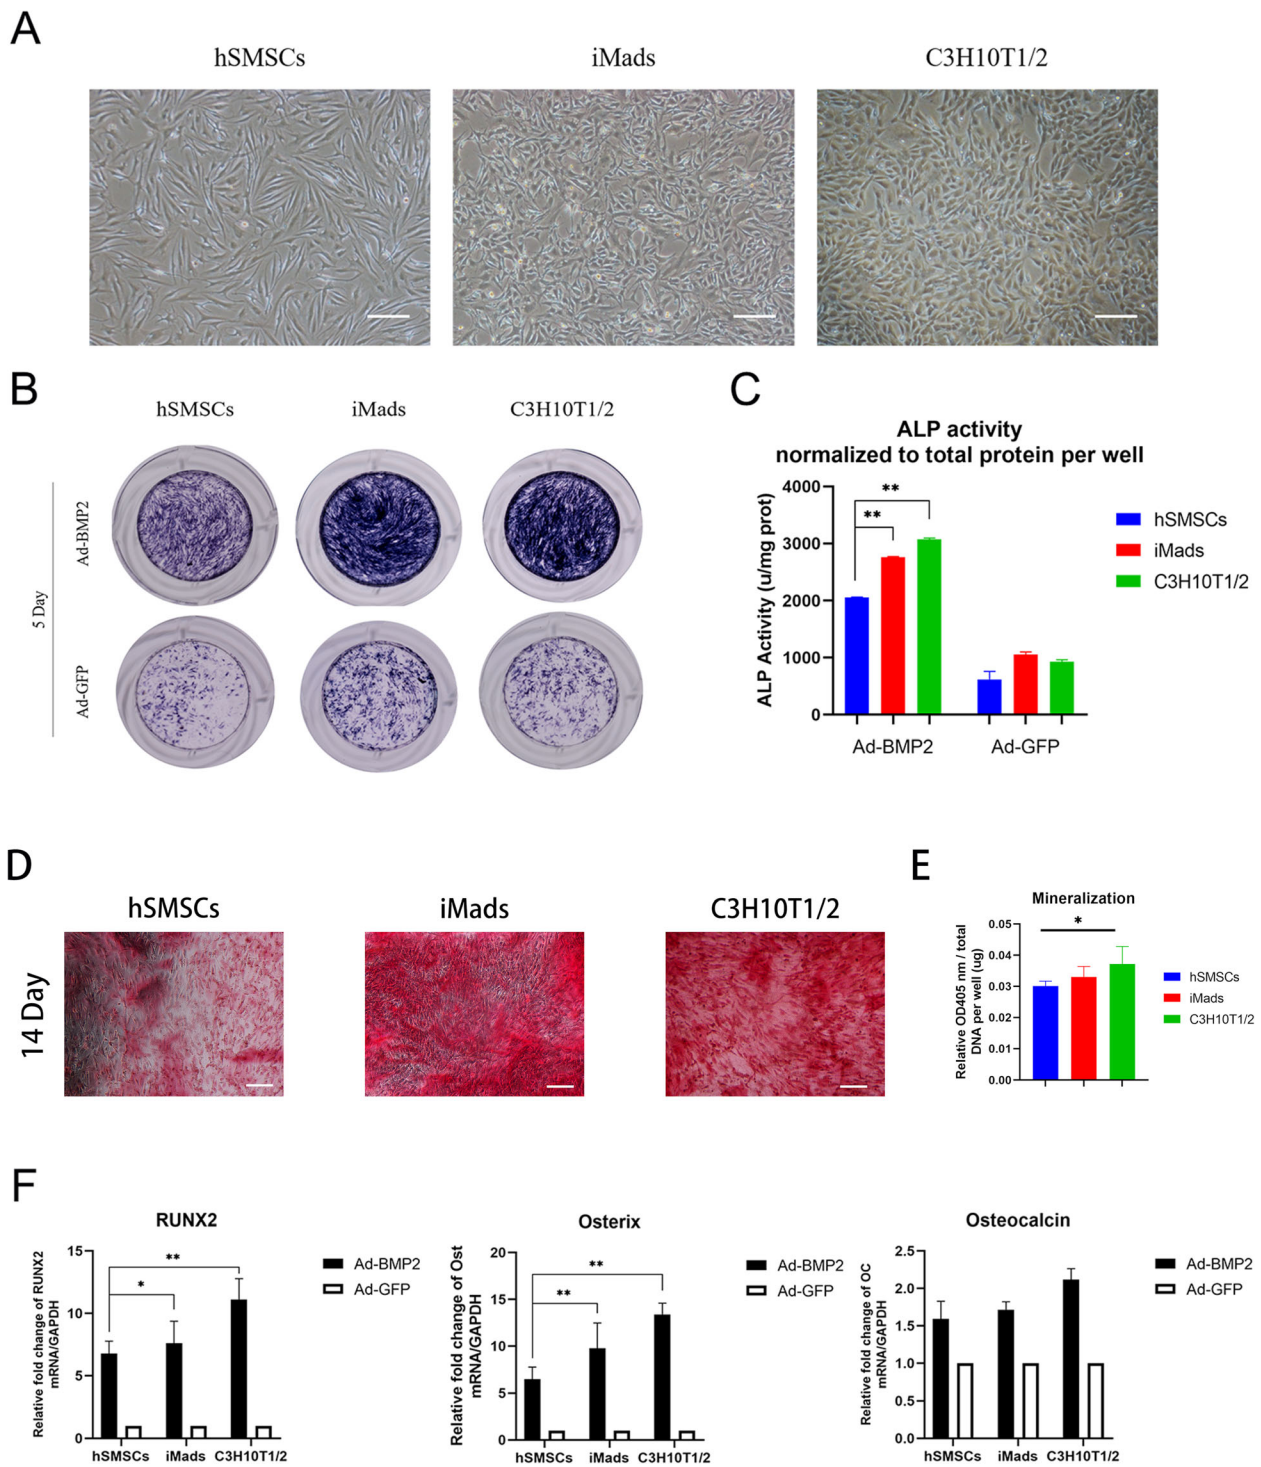 A
hSMSCs iMads C3H10T1/2
B
hSMSCs iMads C3H10T1/2
5 Day
Ad-BMP2
Ad-GFP
C
ALP activity
normalized to total protein per well
ALP Activity (u/mg prot)
4000
3000
2000
1000
0
** **
Ad-BMP2 Ad-GFP
hSMSCs
iMads
C3H10T1/2
D
hSMSCs iMads C3H10T1/2
14 Day
E
Mineralization
Relative OD405 nm / total
DNA per well (ug)
0.05
0.04
0.03
0.02
0.01
0.00
*
hSMSCs
iMads
C3H10T1/2
F
RUNX2
Relative fold change of RUNX2
mRNA/GAPDH
15
10
5
0
**
*
hSMSCs iMads C3H10T1/2
Ad-BMP2
Ad-GFP
Osterix
Relative fold change of Ost
mRNA/GAPDH
20
15
10
5
0
**
**
hSMSCs iMads C3H10T1/2
Ad-BMP2
Ad-GFP
Osteocalcin
Relative fold change of OC
mRNA/GAPDH
2.5
2.0
1.5
1.0
0.5
0.0
hSMSCs iMads C3H10T1/2
Ad-BMP2
Ad-GFP